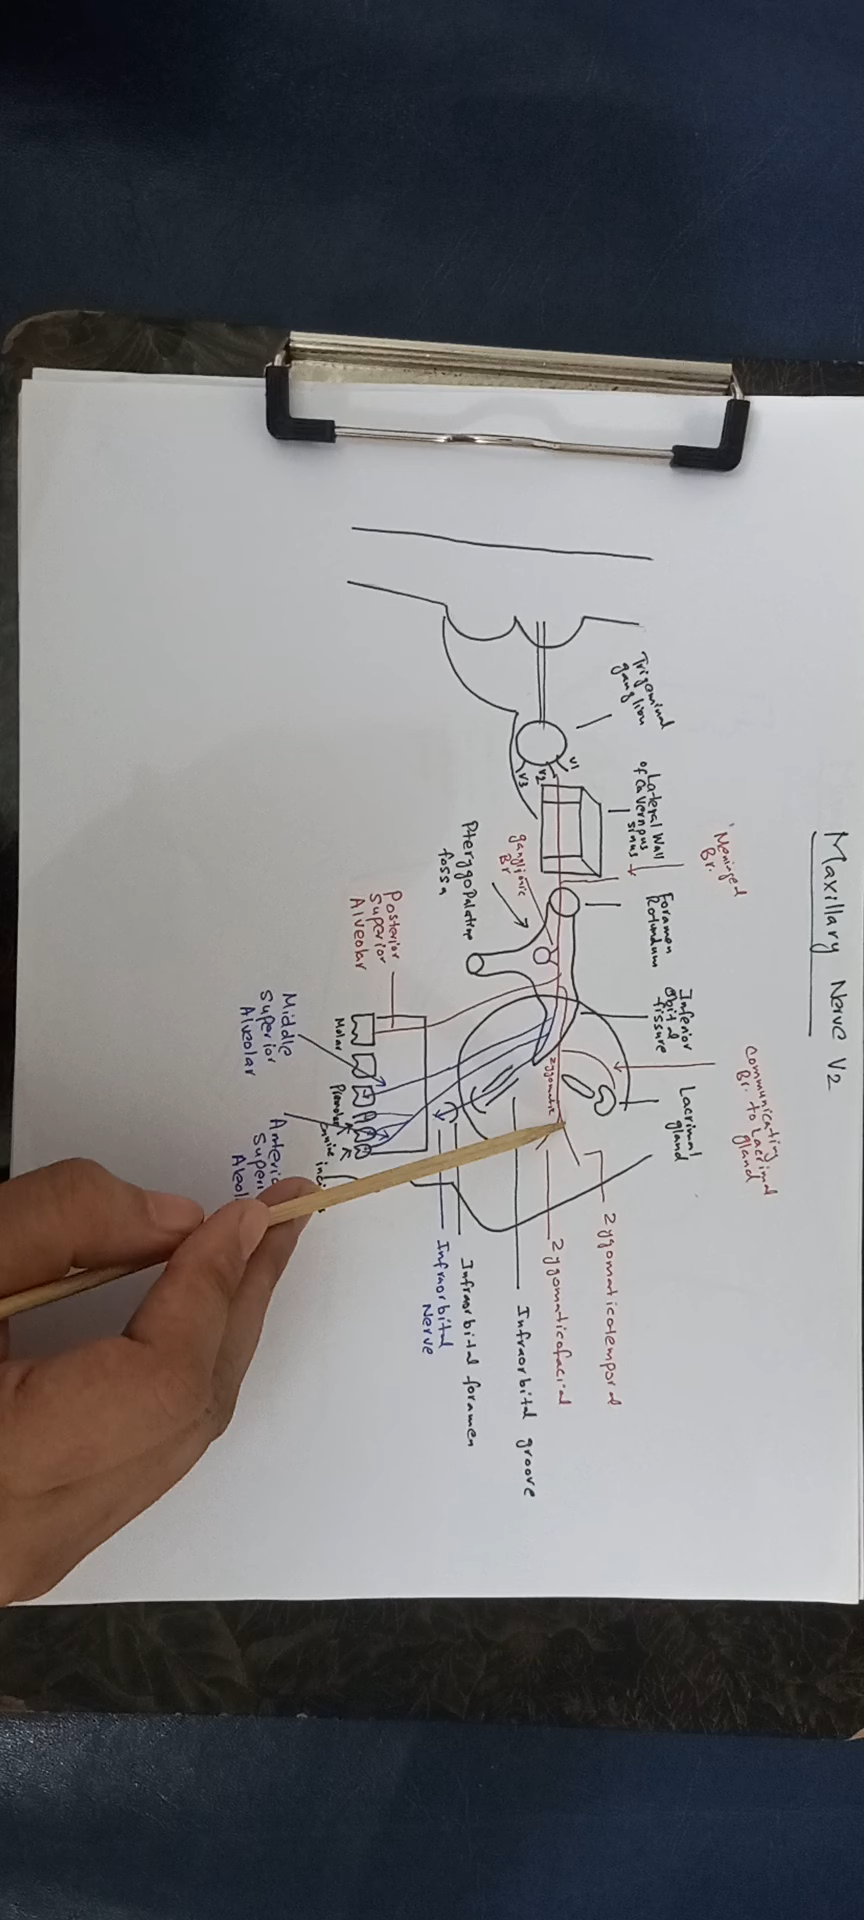 Maxillary Nerve V2
Meningeal
Br.
Communicating
Br. to Lacrimal
gland
Trigeminal
ganglion
Lateral Wall
of Cavernous
sinus
Foramen
Rotundum
Inferior
Orbital
fissure
Lacrimal
gland
V1
V2
V3
ganglionic
Br
Pterygopalatine
fossa
Zygomatic
Zygomaticotemporal
Zygomaticofacial
Infraorbital groove
Infraorbital foramen
Infraorbital
Nerve
Posterior
Superior
Alveolar
Molar
Middle
Superior
Alveolar